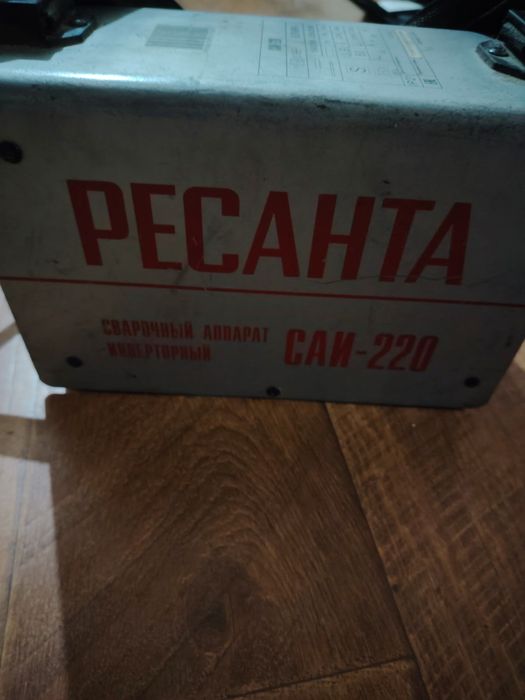 РЕСАНТА
СВАРОЧНЫЙ АППАРАТ
ИНВЕРТОРНЫЙ
САИ-220